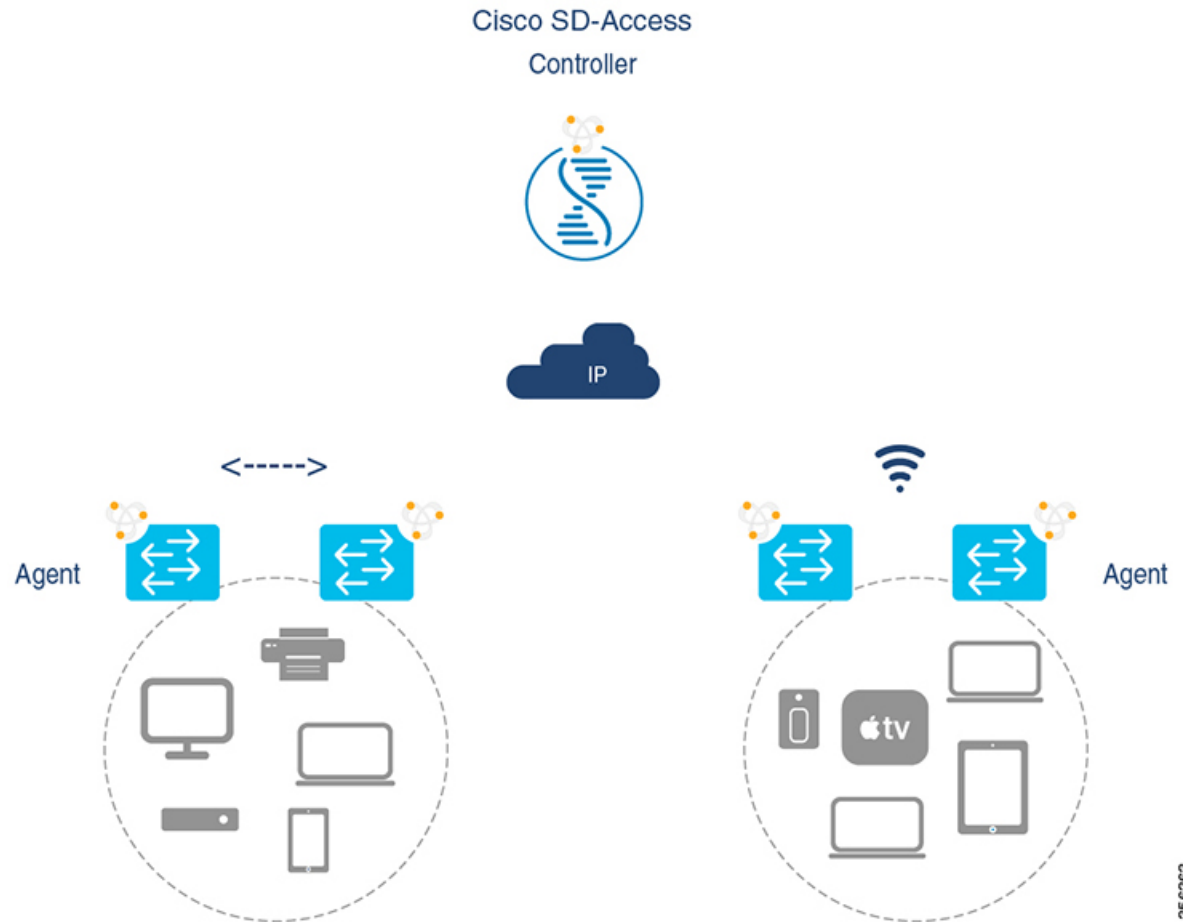 Cisco SD-Access
Controller
IP
<----->
Agent
Agent
tv